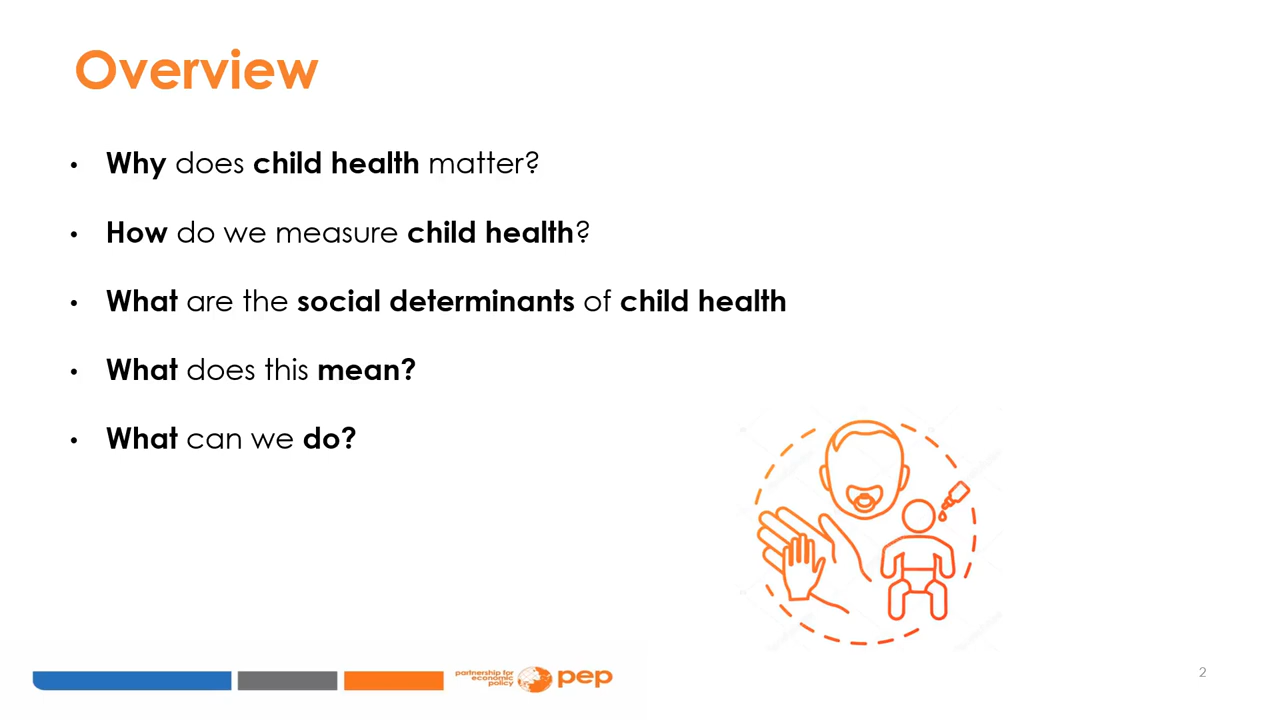 Overview
• Why does child health matter?
• How do we measure child health?
• What are the social determinants of child health
• What does this mean?
• What can we do?
partnership for
economic
policy
pep
2